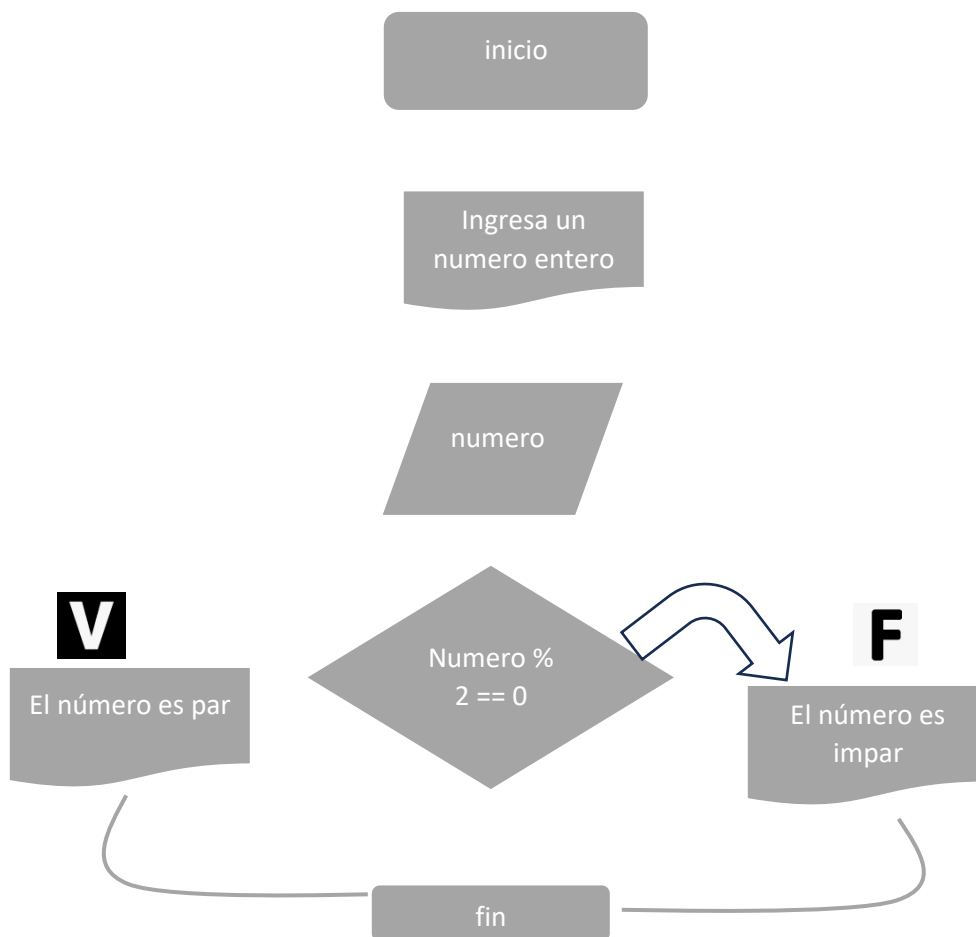 inicio
Ingresa un
numero entero
numero
V
F
Numero %
2 == 0
El número es par
El número es
impar
fin